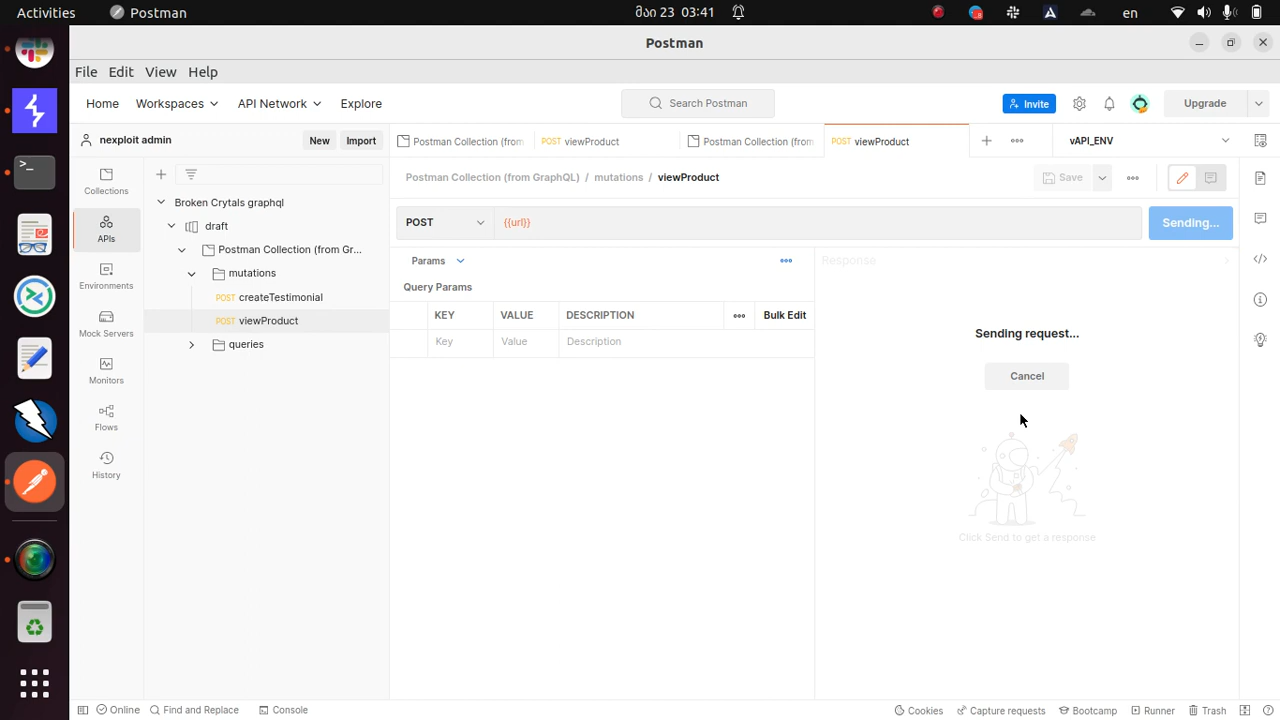 Activities
Postman
მაი 23 03:41
en
Postman
File Edit View Help
Home Workspaces API Network Explore
Search Postman
Invite
Upgrade
nexploit admin
New
Import
Postman Collection (from
POST viewProduct
Postman Collection (from
POST viewProduct
vAPI_ENV
Collections
APIs
Environments
Mock Servers
Monitors
Flows
History
Broken Crytals graphql
draft
Postman Collection (from Gr...
mutations
POST createTestimonial
POST viewProduct
queries
Postman Collection (from GraphQL) / mutations / viewProduct
Save
POST
{{url}}
Sending...
Params
Query Params
KEY VALUE DESCRIPTION Bulk Edit
Key Value Description
Response
Sending request...
Cancel
Click Send to get a response
Online Find and Replace Console
Cookies Capture requests Bootcamp Runner Trash